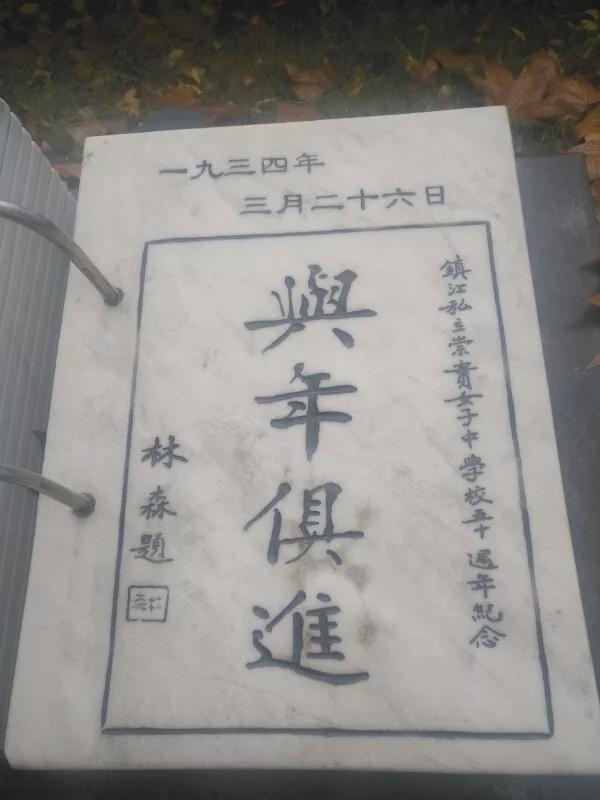 一九三四年
三月二十六日
鎮江私立崇實女子中學校五十週年紀念
與年俱進
林森題